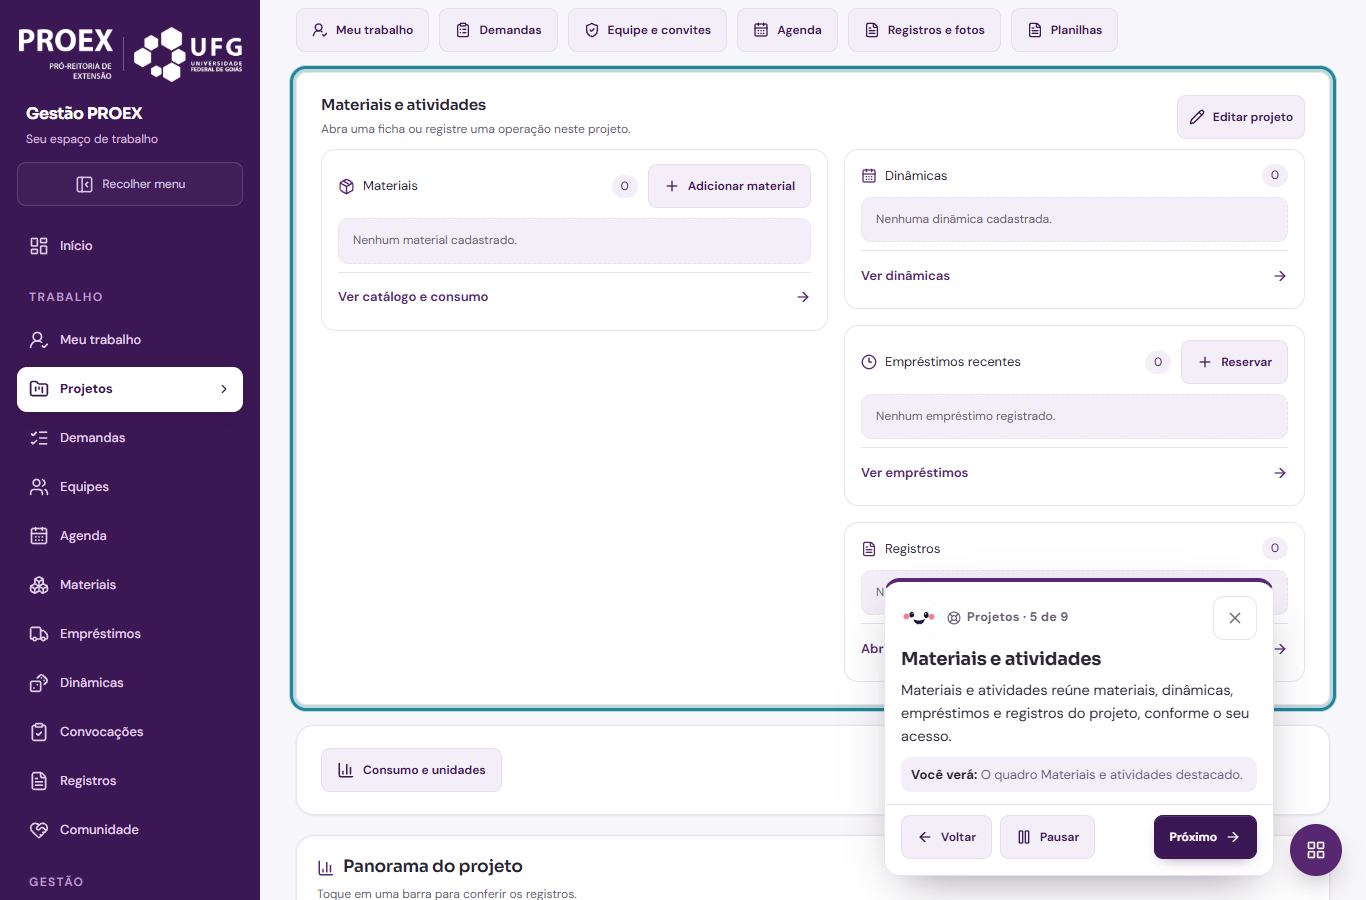 PROEX
PRÓ-REITORIA DE
EXTENSÃO
UFG
UNIVERSIDADE
FEDERAL DE GOIÁS
Gestão PROEX
Seu espaço de trabalho
Recolher menu
Início
TRABALHO
Meu trabalho
Projetos
Demandas
Equipes
Agenda
Materiais
Empréstimos
Dinâmicas
Convocações
Registros
Comunidade
GESTÃO
Meu trabalho
Demandas
Equipe e convites
Agenda
Registros e fotos
Planilhas
Materiais e atividades
Abra uma ficha ou registre uma operação neste projeto.
Editar projeto
Materiais
0
Adicionar material
Nenhum material cadastrado.
Ver catálogo e consumo
Dinâmicas
0
Nenhuma dinâmica cadastrada.
Ver dinâmicas
Empréstimos recentes
0
Reservar
Nenhum empréstimo registrado.
Ver empréstimos
Registros
0
N
Abr
Projetos · 5 de 9
Materiais e atividades
Materiais e atividades reúne materiais, dinâmicas,
empréstimos e registros do projeto, conforme o seu
acesso.
Você verá: O quadro Materiais e atividades destacado.
Voltar
Pausar
Próximo
Consumo e unidades
Panorama do projeto
Toque em uma barra para conferir os registros.